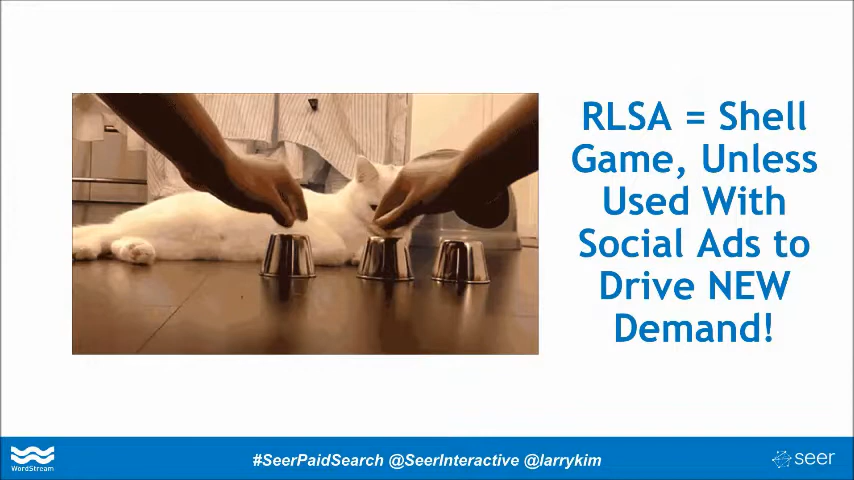 RLSA = Shell
Game, Unless
Used With
Social Ads to
Drive NEW
Demand!
WordStream
#SeerPaidSearch @SeerInteractive @larrykim
seer